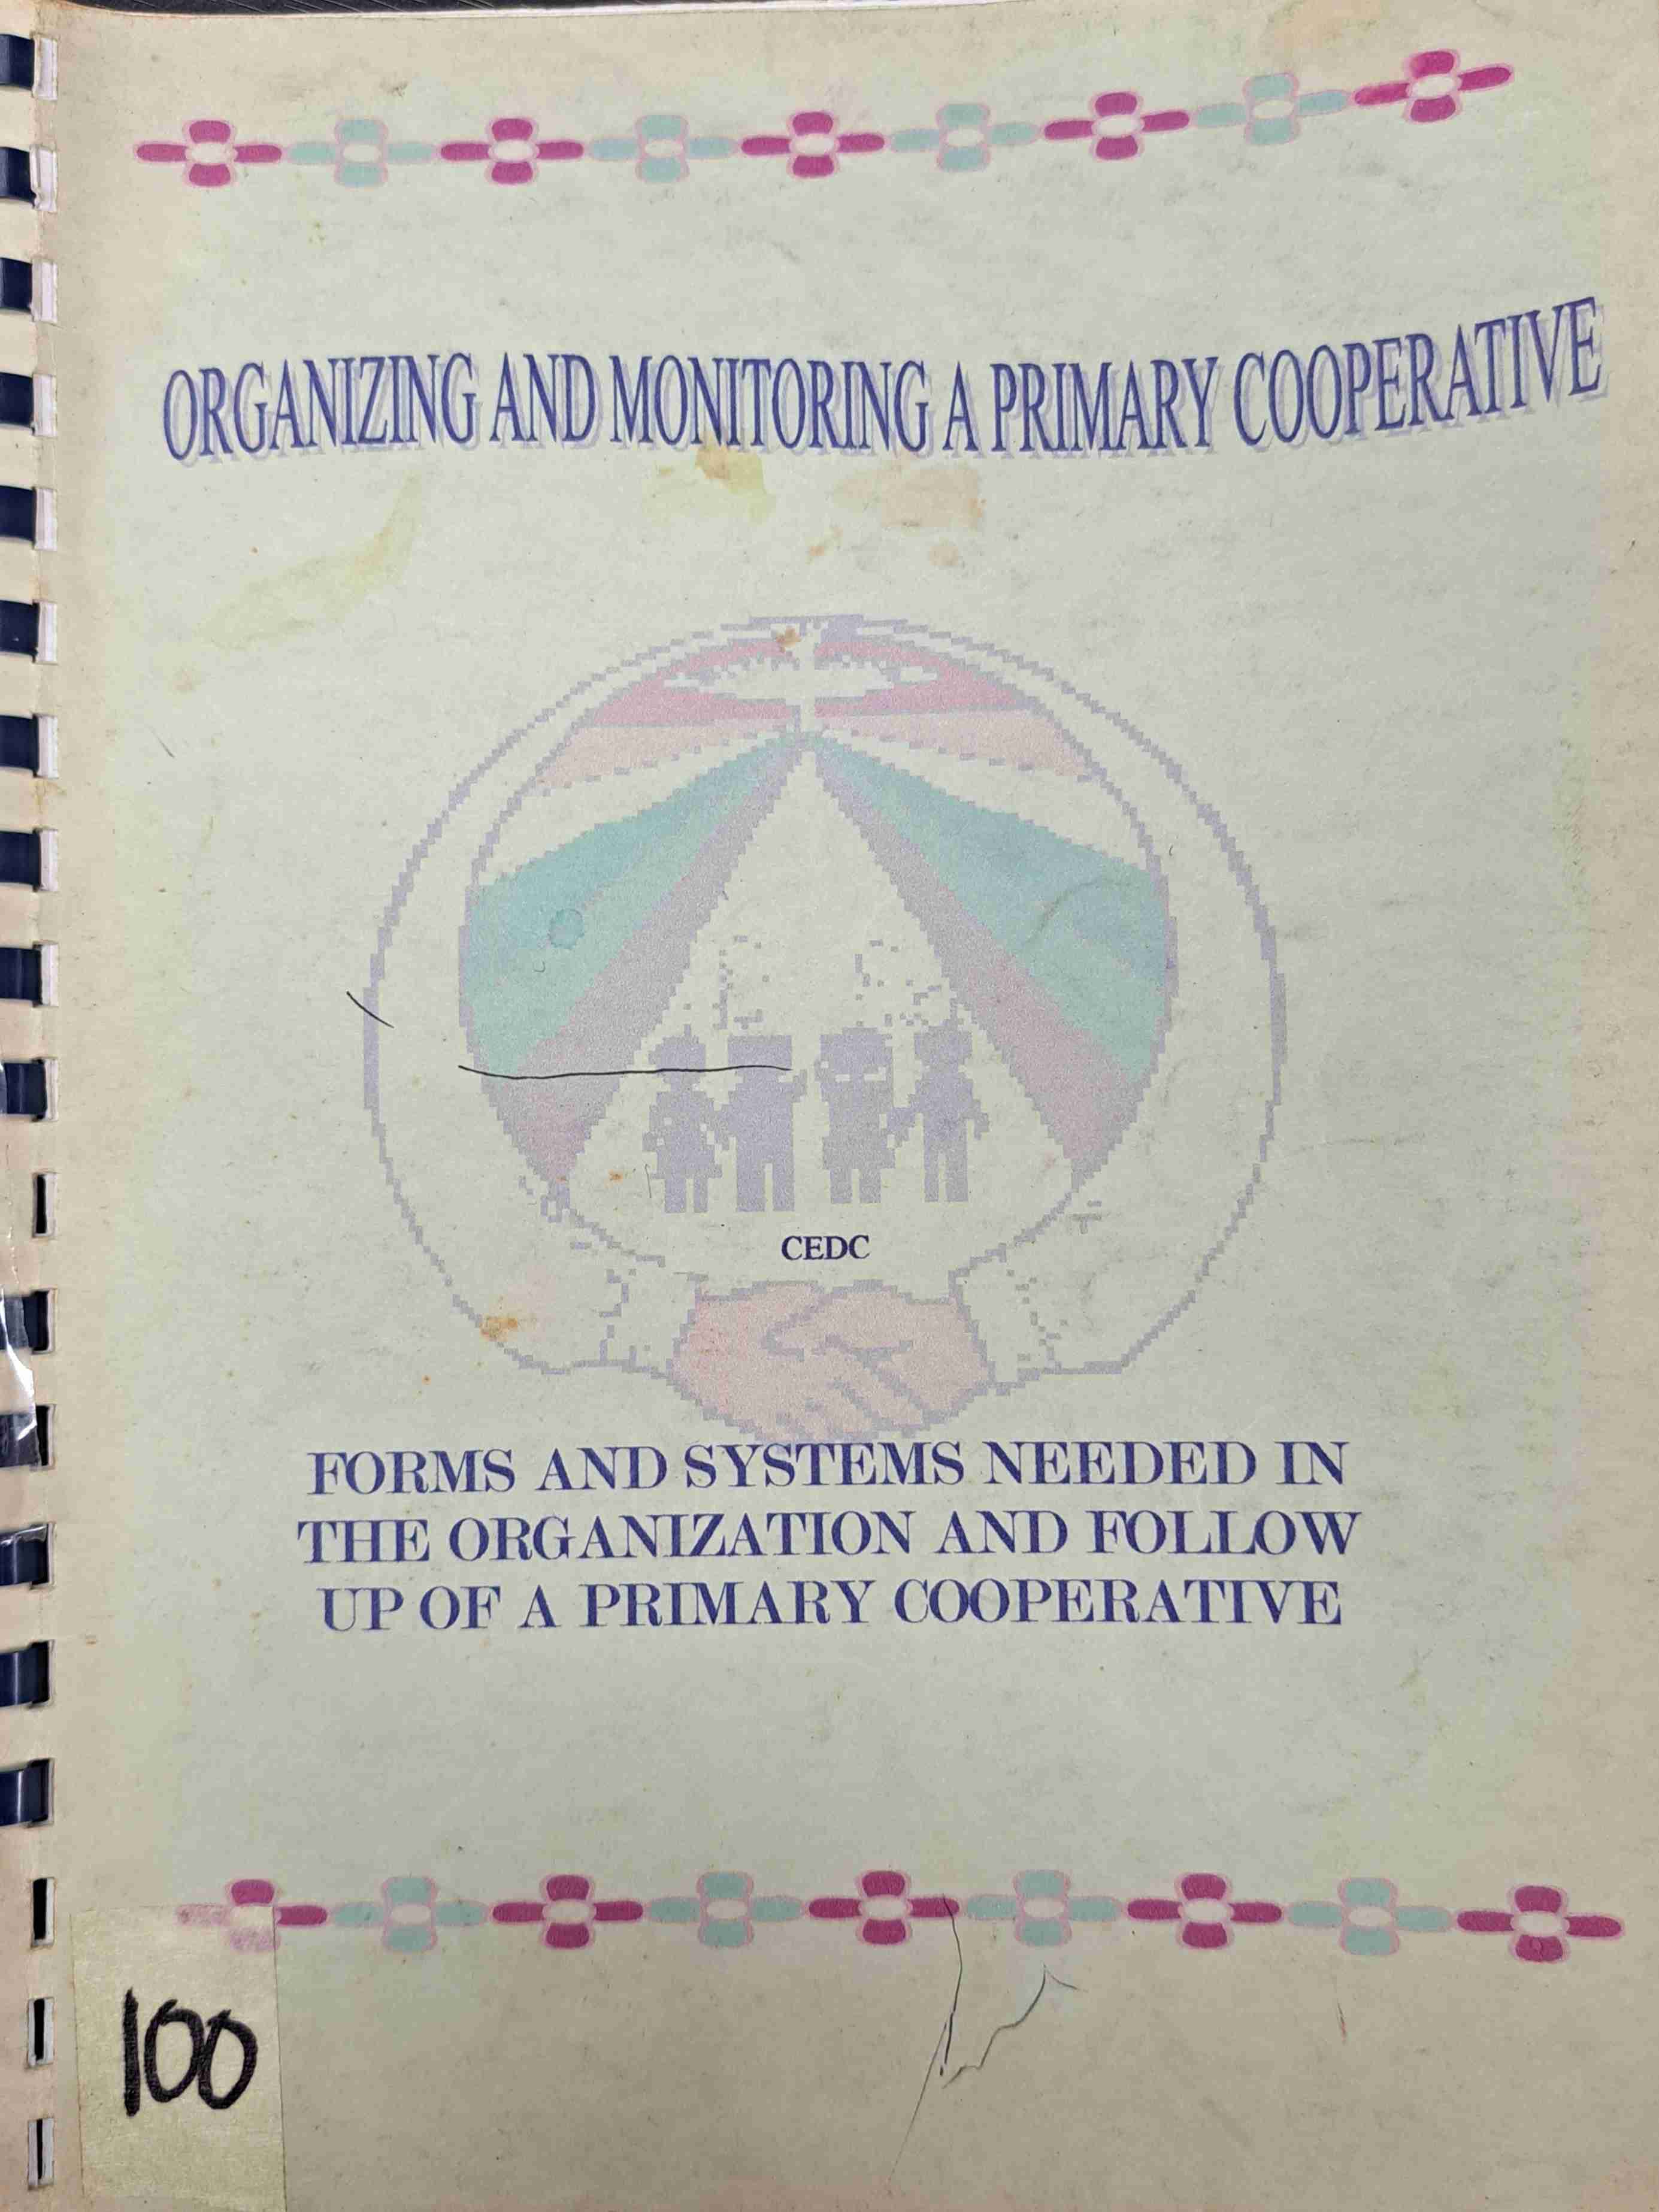 ORGANIZING AND MONITORING A PRIMARY COOPERATIVE
CEDC
FORMS AND SYSTEMS NEEDED IN
THE ORGANIZATION AND FOLLOW
UP OF A PRIMARY COOPERATIVE
100